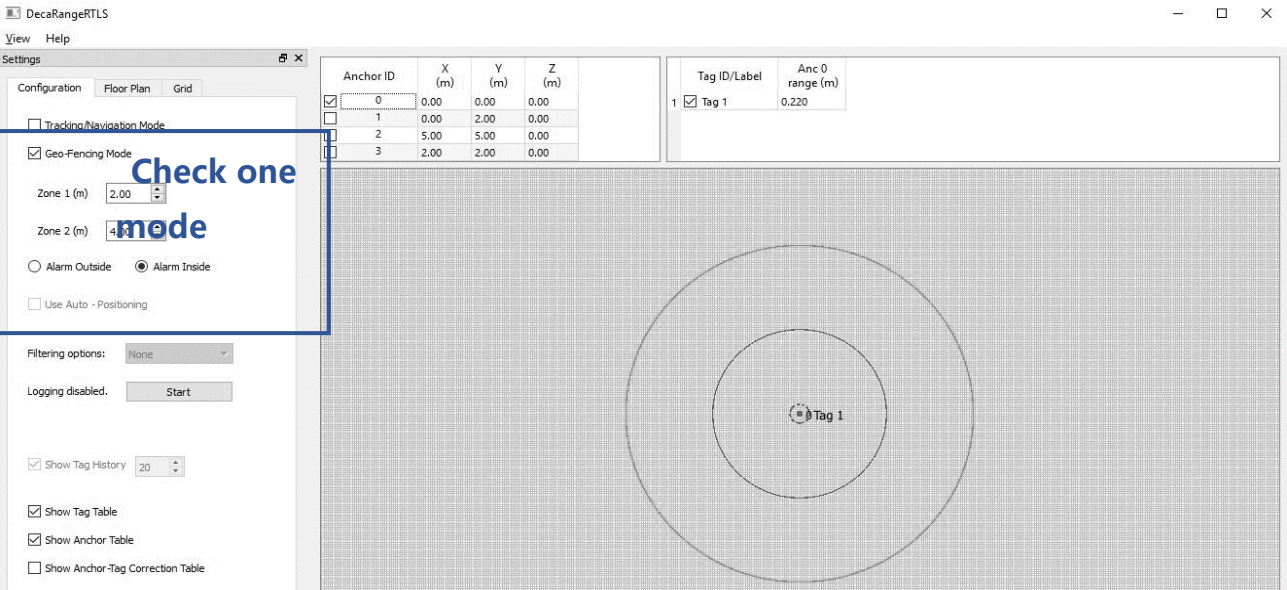 DecaRangeRTLS
View Help
Settings
Configuration Floor Plan Grid
Tracking/Navigation Mode
Geo-Fencing Mode
Check one
mode
Zone 1 (m) 2.00
Zone 2 (m) 4.00
Alarm Outside Alarm Inside
Use Auto - Positioning
Filtering options: None
Logging disabled. Start
Show Tag History 20
Show Tag Table
Show Anchor Table
Show Anchor-Tag Correction Table
Anchor ID X (m) Y (m) Z (m)
0 0.00 0.00 0.00
1 0.00 2.00 0.00
2 5.00 5.00 0.00
3 2.00 2.00 0.00
Tag ID/Label Anc 0 range (m)
1 Tag 1 0.220
0 Tag 1